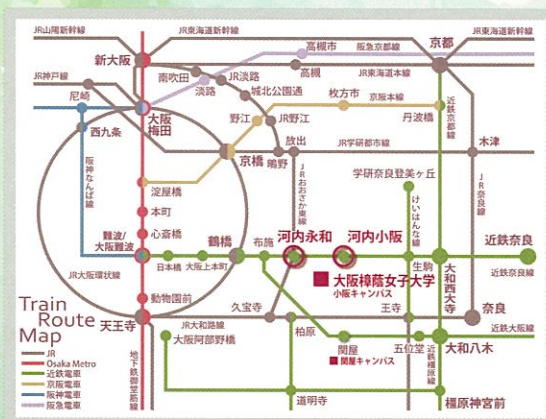 JR山陽新幹線
JR東海道新幹線
JR東海道新幹線
新大阪
高槻市
阪急京都線
京都
南吹田
JR淡路
高槻
JR東海道本線
JR神戸線
淡路
城北公園通
尼崎
大阪
梅田
野江
JR野江
枚方市
京阪本線
丹波橋
近鉄京都線
西九条
京橋
鴫野
放出
JR学研都市線
木津
阪神なんば線
淀屋橋
JRおおさか東線
学研奈良登美ヶ丘
けいはんな線
JR奈良線
本町
心斎橋
難波/
大阪難波
鶴橋
布施
河内永和
河内小阪
近鉄奈良
日本橋
大阪上本町
生駒
大和西大寺
近鉄奈良線
JR大阪環状線
大阪樟蔭女子大学
小阪キャンパス
動物園前
久宝寺
王寺
奈良
天王寺
JR大和路線
柏原
近鉄大阪線
大阪阿部野橋
関屋
五位堂
大和八木
関屋キャンパス
地下鉄御堂筋線
道明寺
近鉄橿原線
橿原神宮前
Train
Route
Map
JR
Osaka Metro
近鉄電車
京阪電車
阪神電車
阪急電車